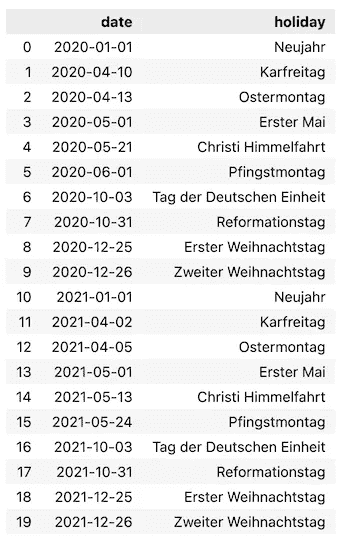 date holiday
0 2020-01-01 Neujahr
1 2020-04-10 Karfreitag
2 2020-04-13 Ostermontag
3 2020-05-01 Erster Mai
4 2020-05-21 Christi Himmelfahrt
5 2020-06-01 Pfingstmontag
6 2020-10-03 Tag der Deutschen Einheit
7 2020-10-31 Reformationstag
8 2020-12-25 Erster Weihnachtstag
9 2020-12-26 Zweiter Weihnachtstag
10 2021-01-01 Neujahr
11 2021-04-02 Karfreitag
12 2021-04-05 Ostermontag
13 2021-05-01 Erster Mai
14 2021-05-13 Christi Himmelfahrt
15 2021-05-24 Pfingstmontag
16 2021-10-03 Tag der Deutschen Einheit
17 2021-10-31 Reformationstag
18 2021-12-25 Erster Weihnachtstag
19 2021-12-26 Zweiter Weihnachtstag